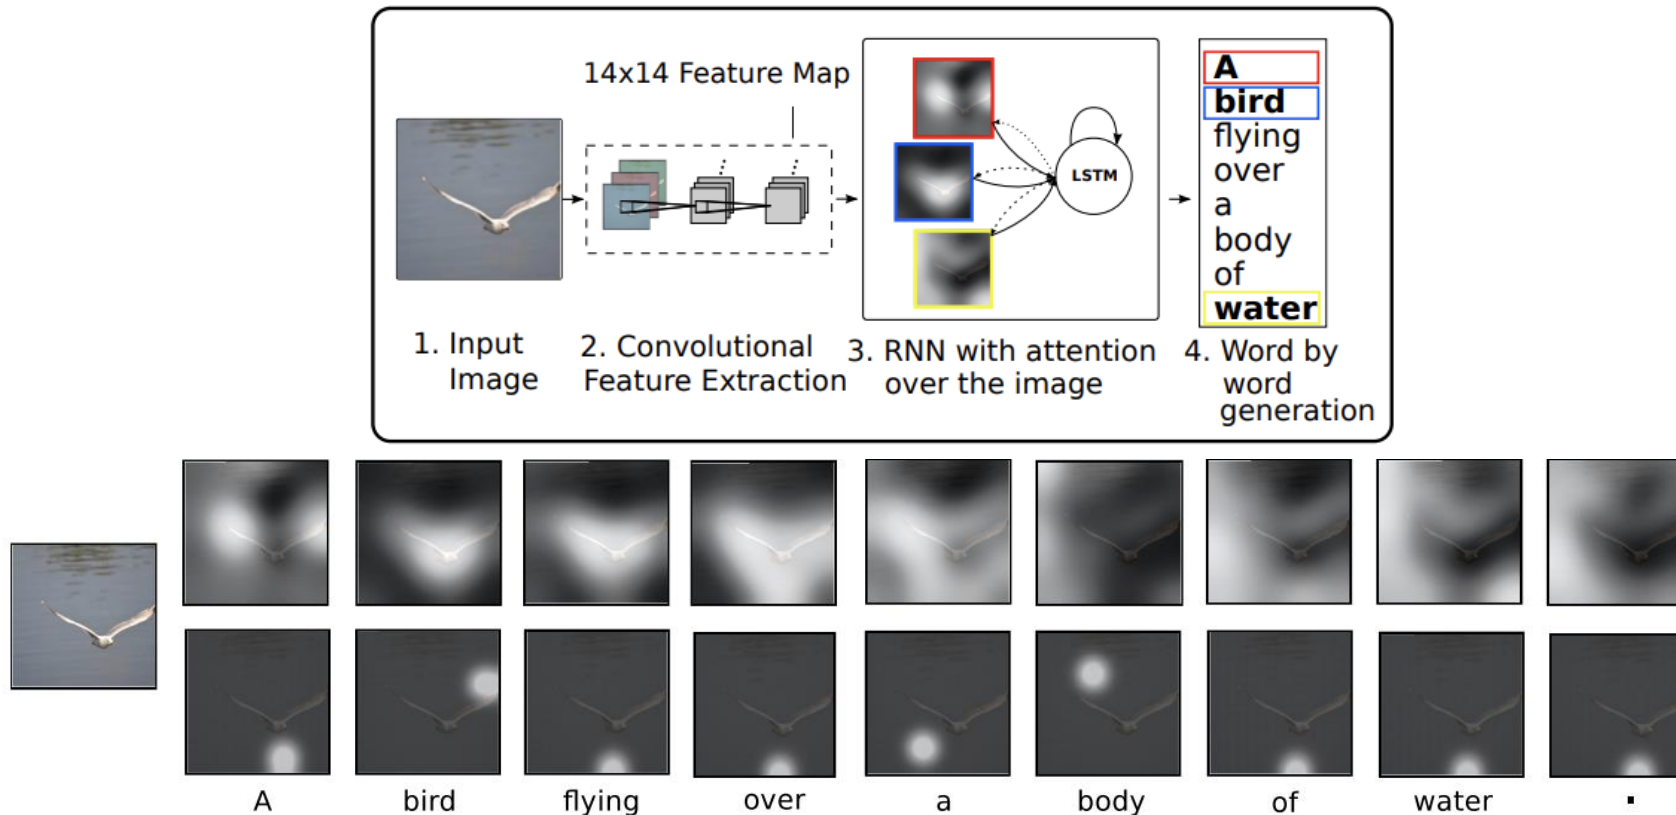 14x14 Feature Map
LSTM
A
bird
flying
over
a
body
of
water
1. Input
Image
2. Convolutional
Feature Extraction
3. RNN with attention
over the image
4. Word by
word
generation
A bird flying over a body of water .